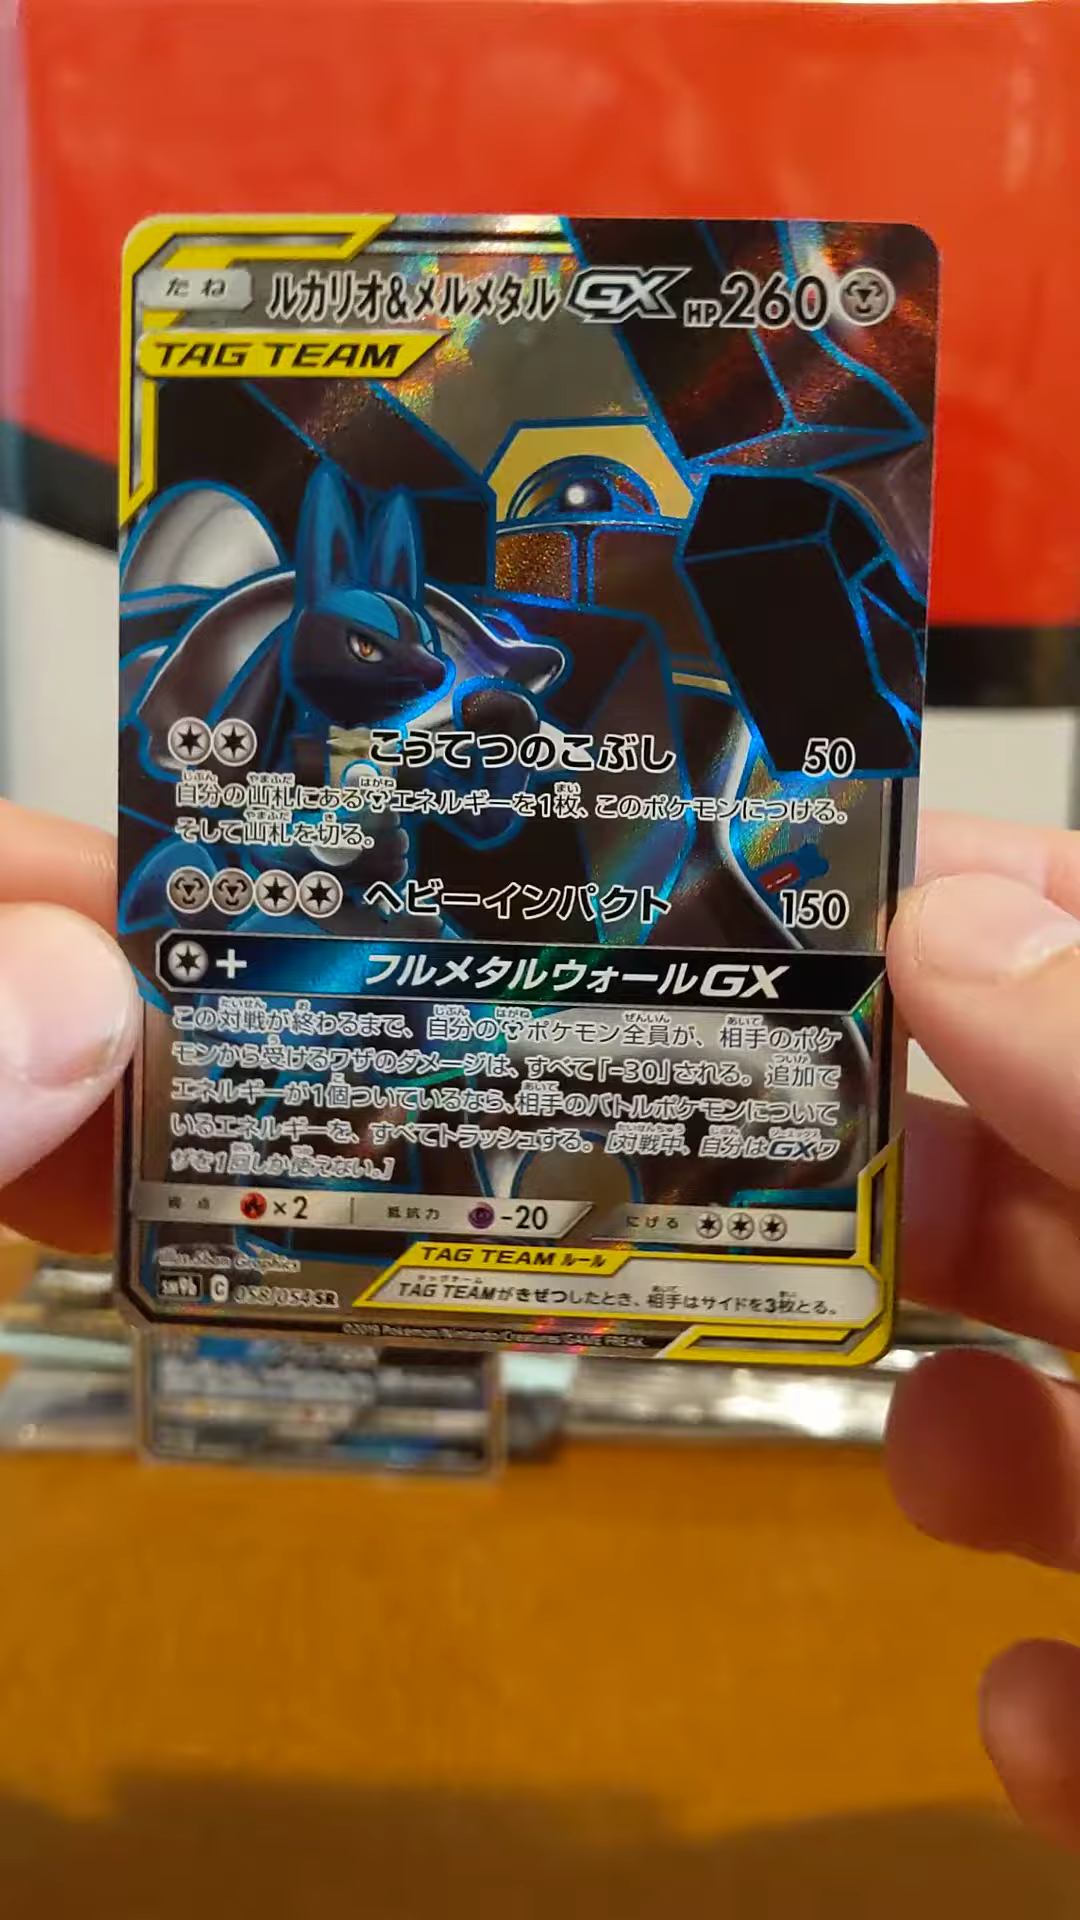 たね ルカリオ&メルメタルGX HP260
TAG TEAM
こうてつのこぶし 50
自分の山札にあるエネルギーを1枚、このポケモンにつける。
そして山札を切る。
ヘビーインパクト 150
+ フルメタルウォールGX
この対戦が終わるまで、自分のポケモン全員が、相手のポケ
モンから受けるワザのダメージは、すべて「-30」される。追加で
エネルギーが1個ついているなら、相手のバトルポケモンについて
いるエネルギーを、すべてトラッシュする。[対戦中、自分はGXワ
ザを1回しか使えない。]
弱点 ×2 抵抗力 -20 にげる
illus. Shan Graphics
TAG TEAM ルール
TAG TEAMがきぜつしたとき、相手はサイドを3枚とる。
sm9b C 058/054 SR
©2019 Pokémon/Nintendo/Creatures/GAME FREAK.